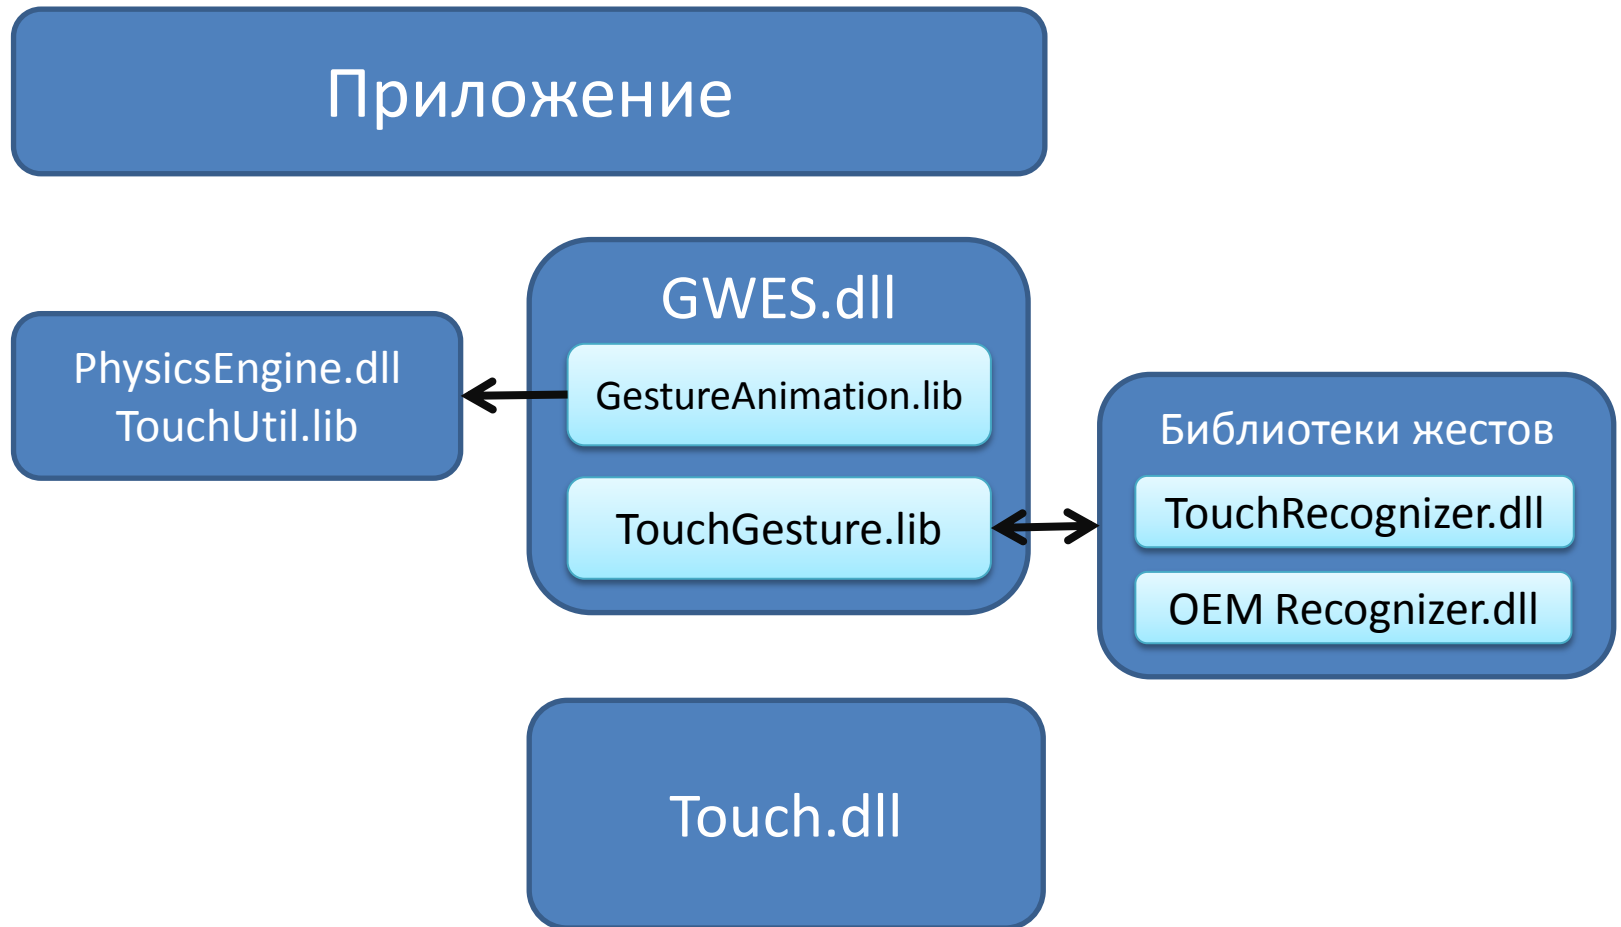 Приложение
GWES.dll
GestureAnimation.lib
TouchGesture.lib
PhysicsEngine.dll
TouchUtil.lib
Библиотеки жестов
TouchRecognizer.dll
OEM Recognizer.dll
Touch.dll